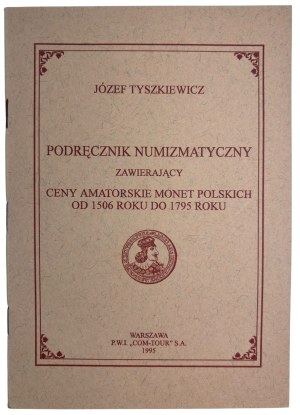 JÓZEF TYSZKIEWICZ
PODRĘCZNIK NUMIZMATYCZNY
ZAWIERAJĄCY
CENY AMATORSKIE MONET POLSKICH
OD 1506 ROKU DO 1795 ROKU
WARSZAWA
P.W.I. „COM-TOUR" S.A.
1995